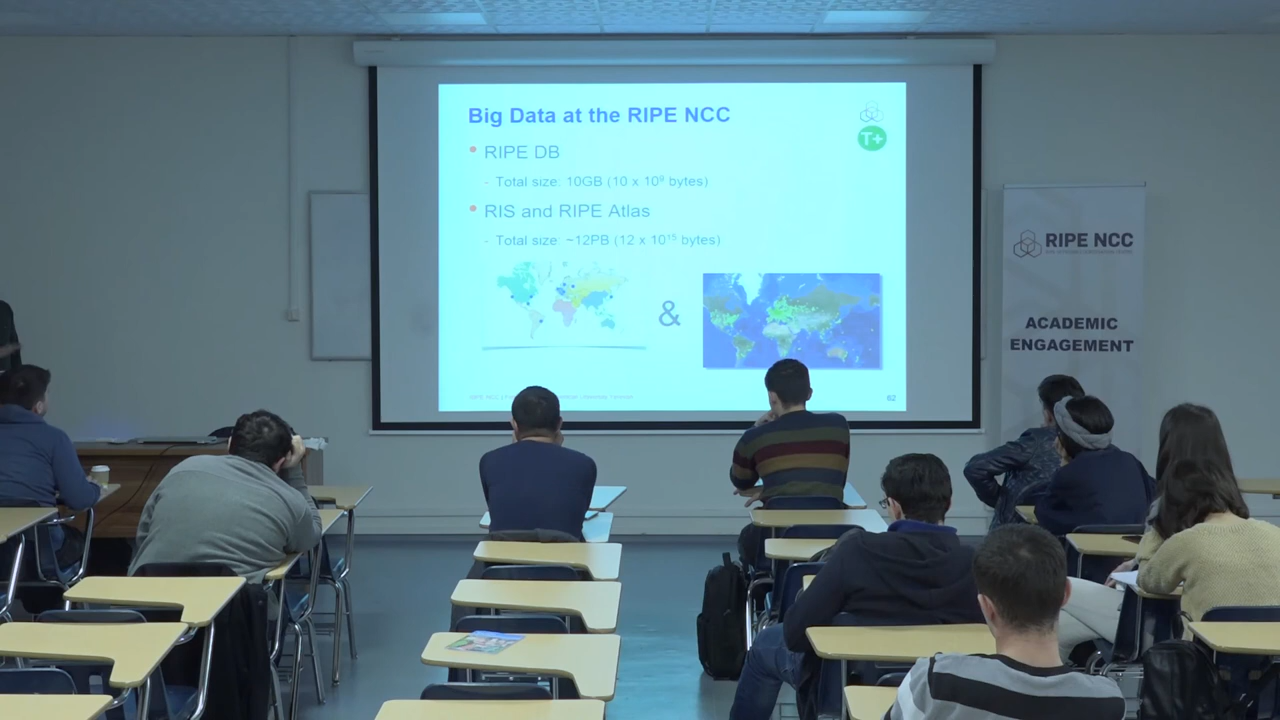 Big Data at the RIPE NCC
T+
• RIPE DB
- Total size: 10GB (10 x 10⁹ bytes)
• RIS and RIPE Atlas
- Total size: ~12PB (12 x 10¹⁵ bytes)
&
62
RIPE NCC
ACADEMIC
ENGAGEMENT